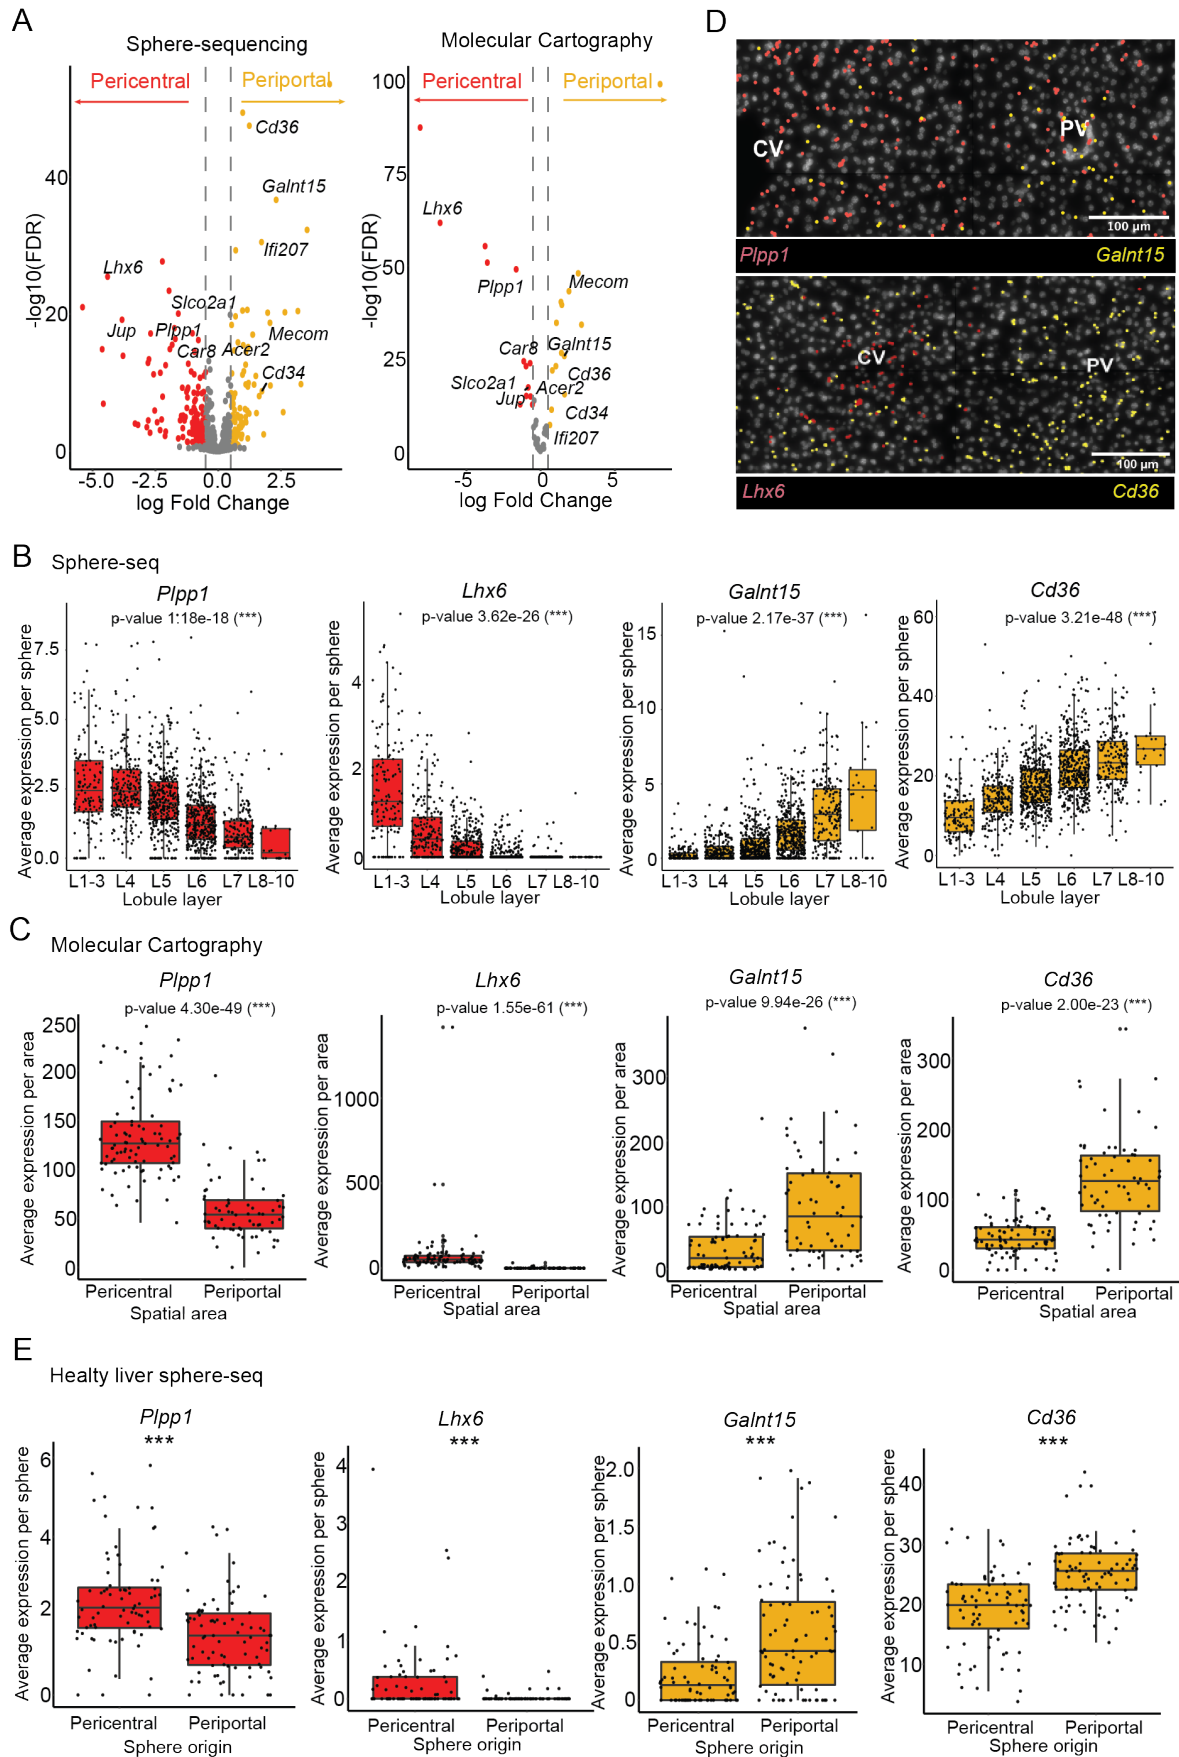 A
D
Sphere-sequencing
Molecular Cartography
Pericentral
Periportal
Pericentral
Periportal
-log10(FDR)
40
20
0
Cd36
Galnt15
Ifi207
Lhx6
Slco2a1
Jup
Plpp1
Mecom
Car8
Acer2
Cd34
-5.0
-2.5
0.0
2.5
log Fold Change
-log10(FDR)
100
75
50
25
0
Lhx6
Plpp1
Mecom
Car8
Galnt15
Cd36
Slco2a1
Acer2
Jup
Cd34
Ifi207
-5
0
5
log Fold Change
CV
PV
100 µm
Plpp1
Galnt15
CV
PV
100 µm
Lhx6
Cd36
B
Sphere-seq
Plpp1
p-value 1.18e-18 (***)
Average expression per sphere
7.5
5.0
2.5
0.0
L1-3 L4 L5 L6 L7 L8-10
Lobule layer
Lhx6
p-value 3.62e-26 (***)
Average expression per sphere
4
2
0
L1-3 L4 L5 L6 L7 L8-10
Lobule layer
Galnt15
p-value 2.17e-37 (***)
Average expression per sphere
15
10
5
0
L1-3 L4 L5 L6 L7 L8-10
Lobule layer
Cd36
p-value 3.21e-48 (***)
Average expression per sphere
60
40
20
0
L1-3 L4 L5 L6 L7 L8-10
Lobule layer
C
Molecular Cartography
Plpp1
p-value 4.30e-49 (***)
Average expression per area
250
200
150
100
50
0
Pericentral Periportal
Spatial area
Lhx6
p-value 1.55e-61 (***)
Average expression per area
1000
500
0
Pericentral Periportal
Spatial area
Galnt15
p-value 9.94e-26 (***)
Average expression per area
300
200
100
0
Pericentral Periportal
Spatial area
Cd36
p-value 2.00e-23 (***)
Average expression per area
300
200
100
0
Pericentral Periportal
Spatial area
E
Healty liver sphere-seq
Plpp1
***
Average expression per sphere
6
4
2
0
Pericentral Periportal
Sphere origin
Lhx6
***
Average expression per sphere
4
3
2
1
0
Pericentral Periportal
Sphere origin
Galnt15
***
Average expression per sphere
2.0
1.5
1.0
0.5
0
Pericentral Periportal
Sphere origin
Cd36
***
Average expression per sphere
40
30
20
10
Pericentral Periportal
Sphere origin